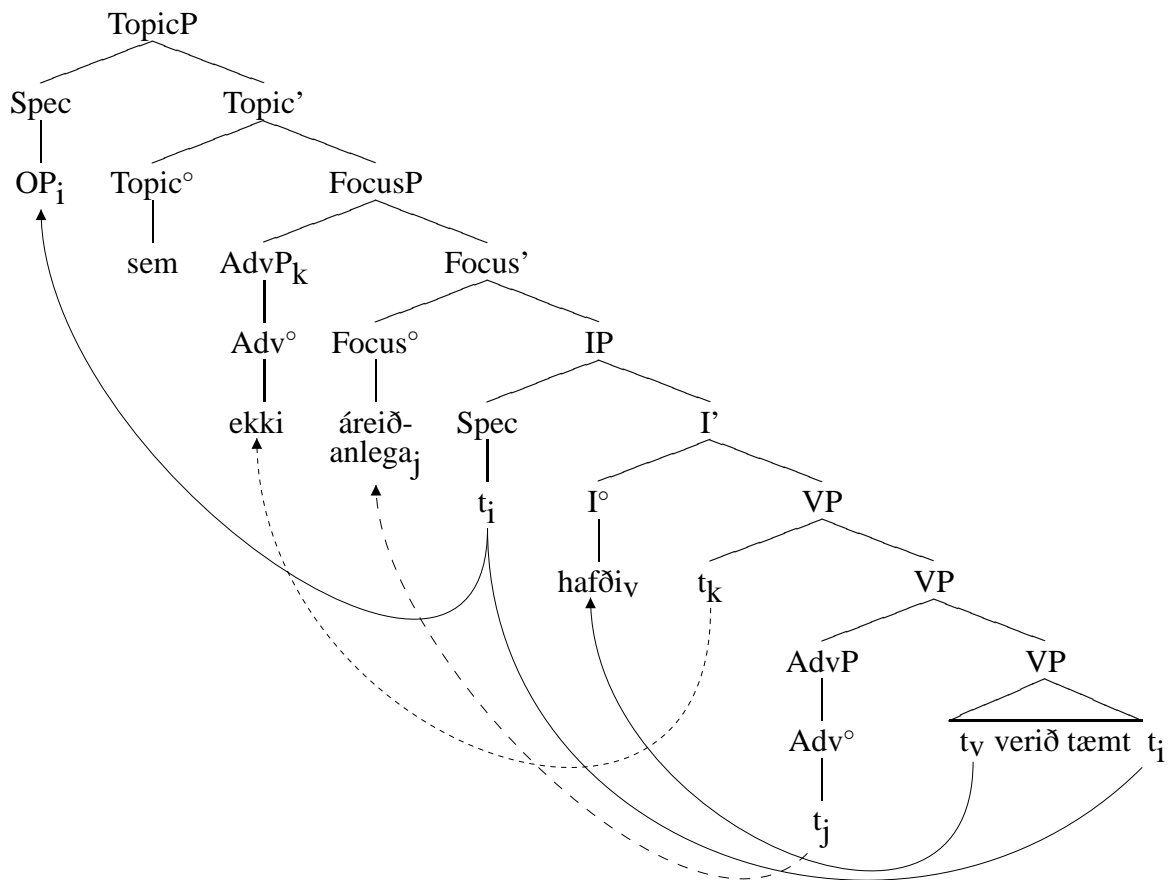 TopicP
Spec Topic’
OPi Topic° FocusP
sem AdvPk Focus’
Adv° Focus° IP
ekki áreið- Spec I’
anlegaj
ti I° VP
hafðiv tk VP
AdvP VP
Adv° tv verið tæmt ti
tj